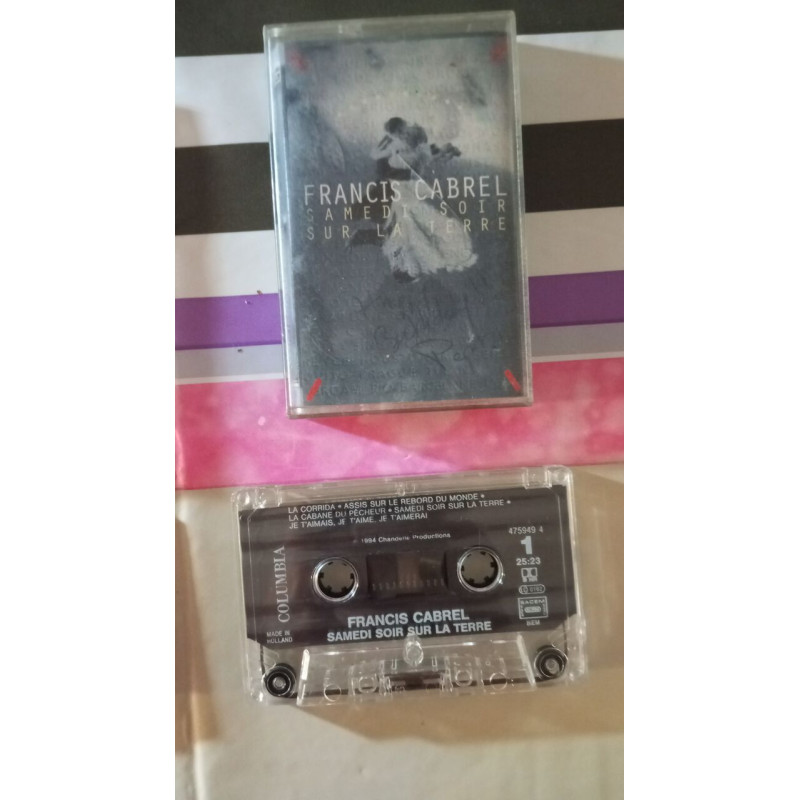 FRANCIS CABREL
SAMEDI SOIR
SUR LA TERRE
LA CORRIDA • ASSIS SUR LE REBORD DU MONDE •
LA CABANE DU PÊCHEUR • SAMEDI SOIR SUR LA TERRE •
JE T'AIMAIS, JE T'AIME, JE T'AIMERAI
1994 Chandelle Productions
475949 4
1
25:23
COLUMBIA
SACEM
BIEM
MADE IN
HOLLAND
FRANCIS CABREL
SAMEDI SOIR SUR LA TERRE